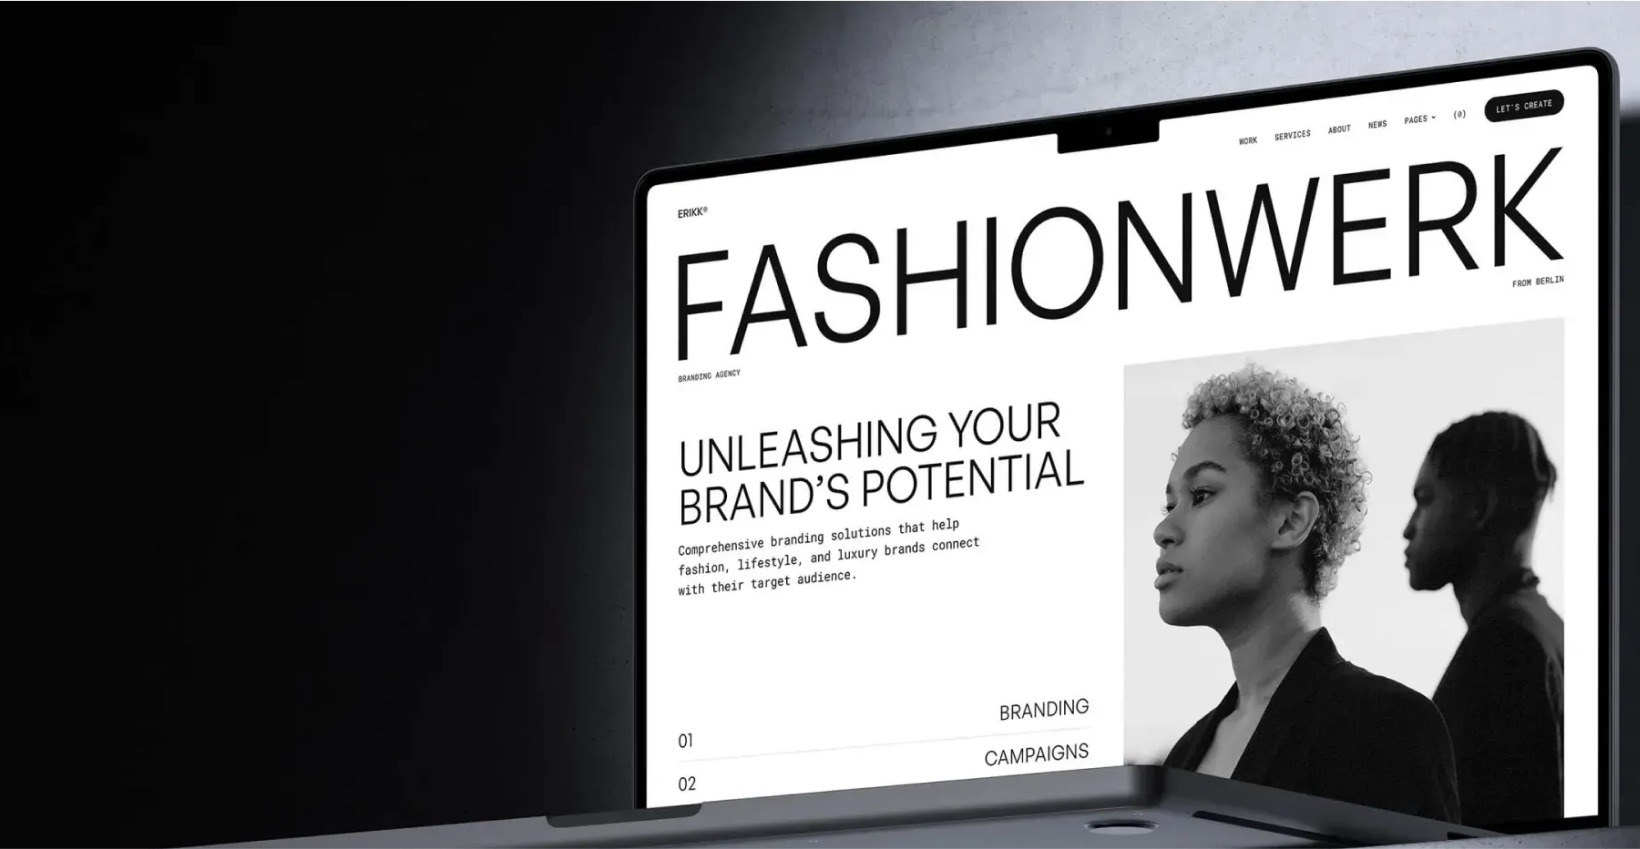 WORK SERVICES ABOUT NEWS PAGES (0) LET'S CREATE
ERIKK®
FASHIONWERK
BRANDING AGENCY
FROM BERLIN
UNLEASHING YOUR
BRAND’S POTENTIAL
Comprehensive branding solutions that help
fashion, lifestyle, and luxury brands connect
with their target audience.
01 BRANDING
02 CAMPAIGNS